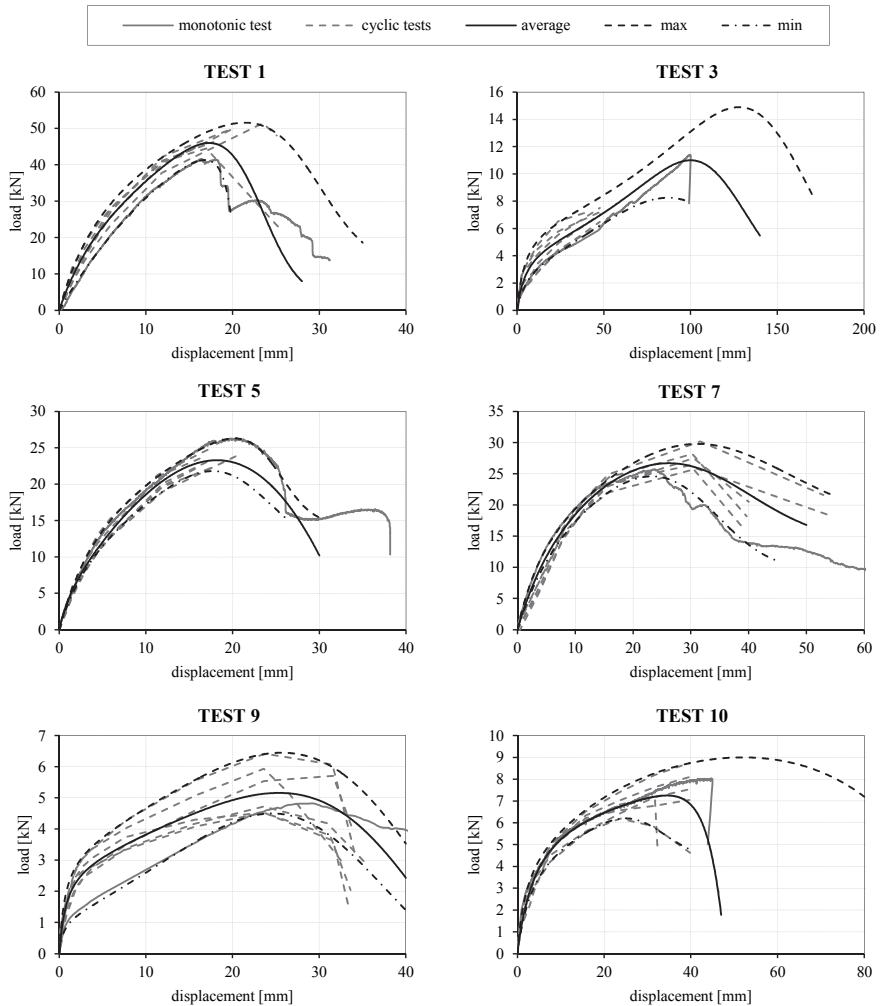 monotonic test cyclic tests average max min
TEST 1
60
50
40
30
20
10
0
load [kN]
0 10 20 30 40
displacement [mm]
TEST 3
16
14
12
10
8
6
4
2
0
load [kN]
0 50 100 150 200
displacement [mm]
TEST 5
30
25
20
15
10
5
0
load [kN]
0 10 20 30 40
displacement [mm]
TEST 7
35
30
25
20
15
10
5
0
load [kN]
0 10 20 30 40 50 60
displacement [mm]
TEST 9
7
6
5
4
3
2
1
0
load [kN]
0 10 20 30 40
displacement [mm]
TEST 10
10
9
8
7
6
5
4
3
2
1
0
load [kN]
0 20 40 60 80
displacement [mm]